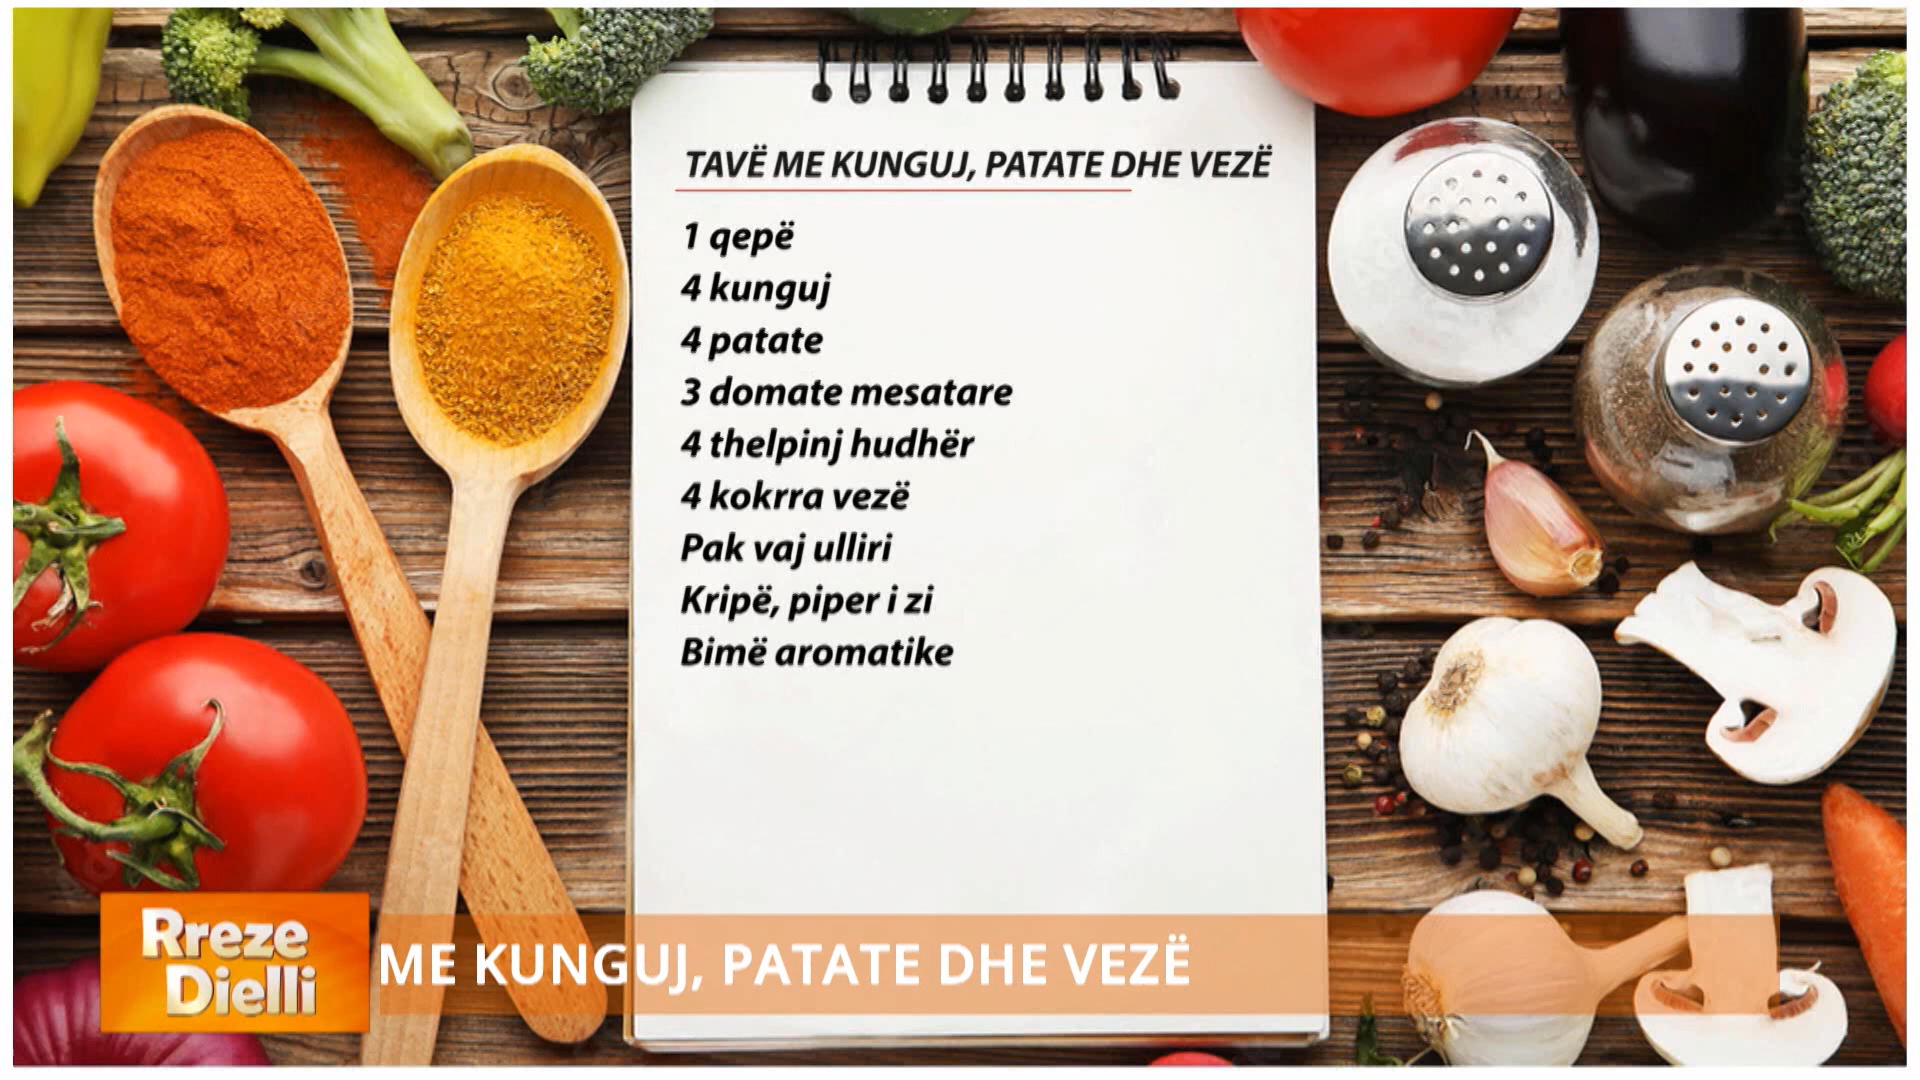 TAVË ME KUNGUJ, PATATE DHE VEZË
1 qepë
4 kunguj
4 patate
3 domate mesatare
4 thelpinj hudhër
4 kokrra vezë
Pak vaj ulliri
Kripë, piper i zi
Bimë aromatike
Rreze
Dielli
ME KUNGUJ, PATATE DHE VEZË